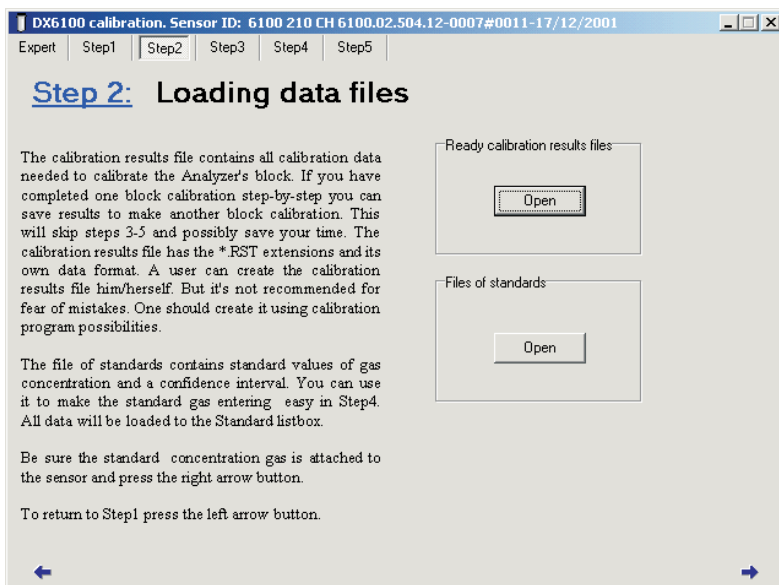 DX6100 calibration. Sensor ID: 6100 210 CH 6100.02.504.12-0007#0011-17/12/2001
Expert Step1 Step2 Step3 Step4 Step5
Step 2: Loading data files
The calibration results file contains all calibration data
needed to calibrate the Analyzer's block. If you have
completed one block calibration step-by-step you can
save results to make another block calibration. This
will skip steps 3-5 and possibly save your time. The
calibration results file has the *.RST extensions and its
own data format. A user can create the calibration
results file him/herself. But it's not recommended for
fear of mistakes. One should create it using calibration
program possibilities.
The file of standards contains standard values of gas
concentration and a confidence interval. You can use
it to make the standard gas entering easy in Step4.
All data will be loaded to the Standard listbox.
Be sure the standard concentration gas is attached to
the sensor and press the right arrow button.
To return to Step1 press the left arrow button.
Ready calibration results files
Open
Files of standards
Open